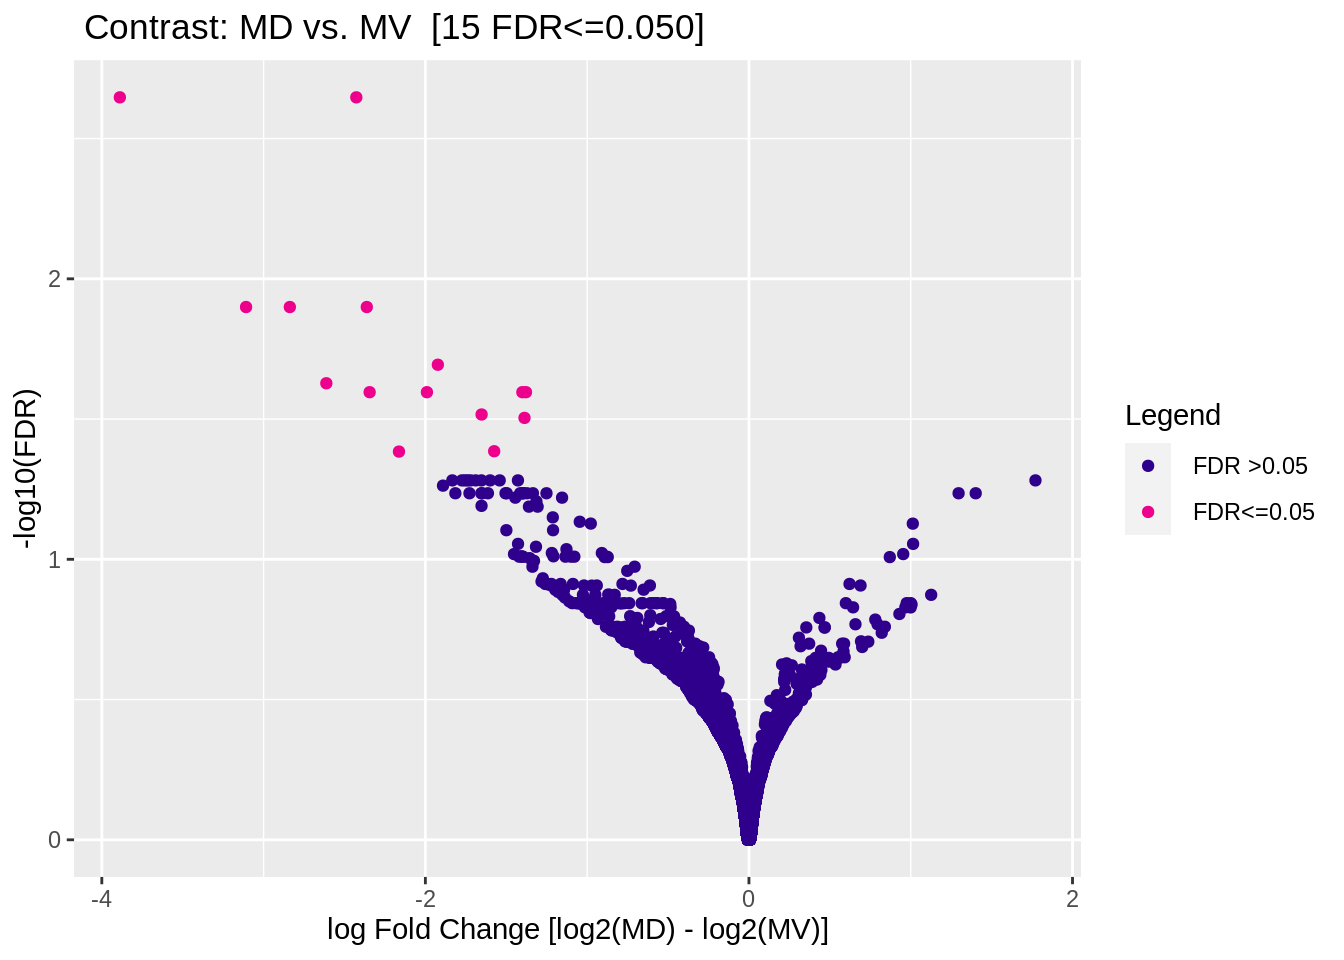 Contrast: MD vs. MV  [15 FDR<=0.050]
2
1
0
-log10(FDR)
-4
-2
0
2
log Fold Change [log2(MD) - log2(MV)]
Legend
FDR >0.05
FDR<=0.05